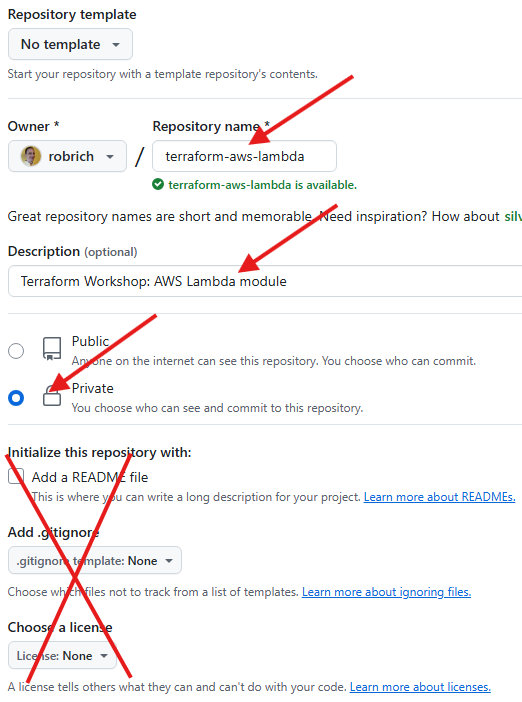 Repository template
No template
Start your repository with a template repository's contents.
Owner * Repository name *
robrich / terraform-aws-lambda
terraform-aws-lambda is available.
Great repository names are short and memorable. Need inspiration? How about silv
Description (optional)
Terraform Workshop: AWS Lambda module
Public
Anyone on the internet can see this repository. You choose who can commit.
Private
You choose who can see and commit to this repository.
Initialize this repository with:
Add a README file
This is where you can write a long description for your project. Learn more about READMEs.
Add .gitignore
.gitignore template: None
Choose which files not to track from a list of templates. Learn more about ignoring files.
Choose a license
License: None
A license tells others what they can and can't do with your code. Learn more about licenses.